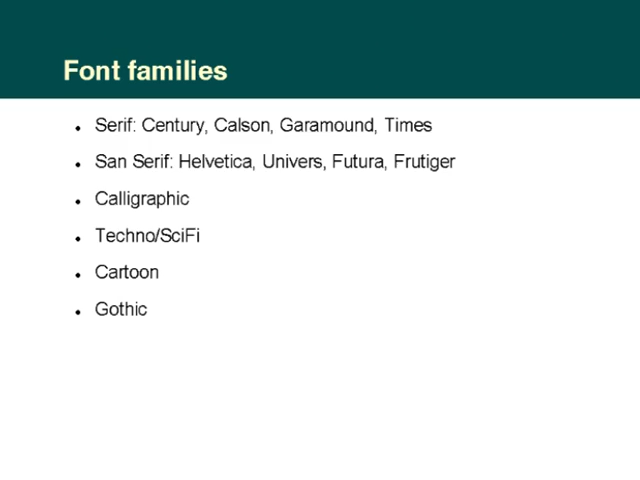 Font families
• Serif: Century, Calson, Garamound, Times
• San Serif: Helvetica, Univers, Futura, Frutiger
• Calligraphic
• Techno/SciFi
• Cartoon
• Gothic